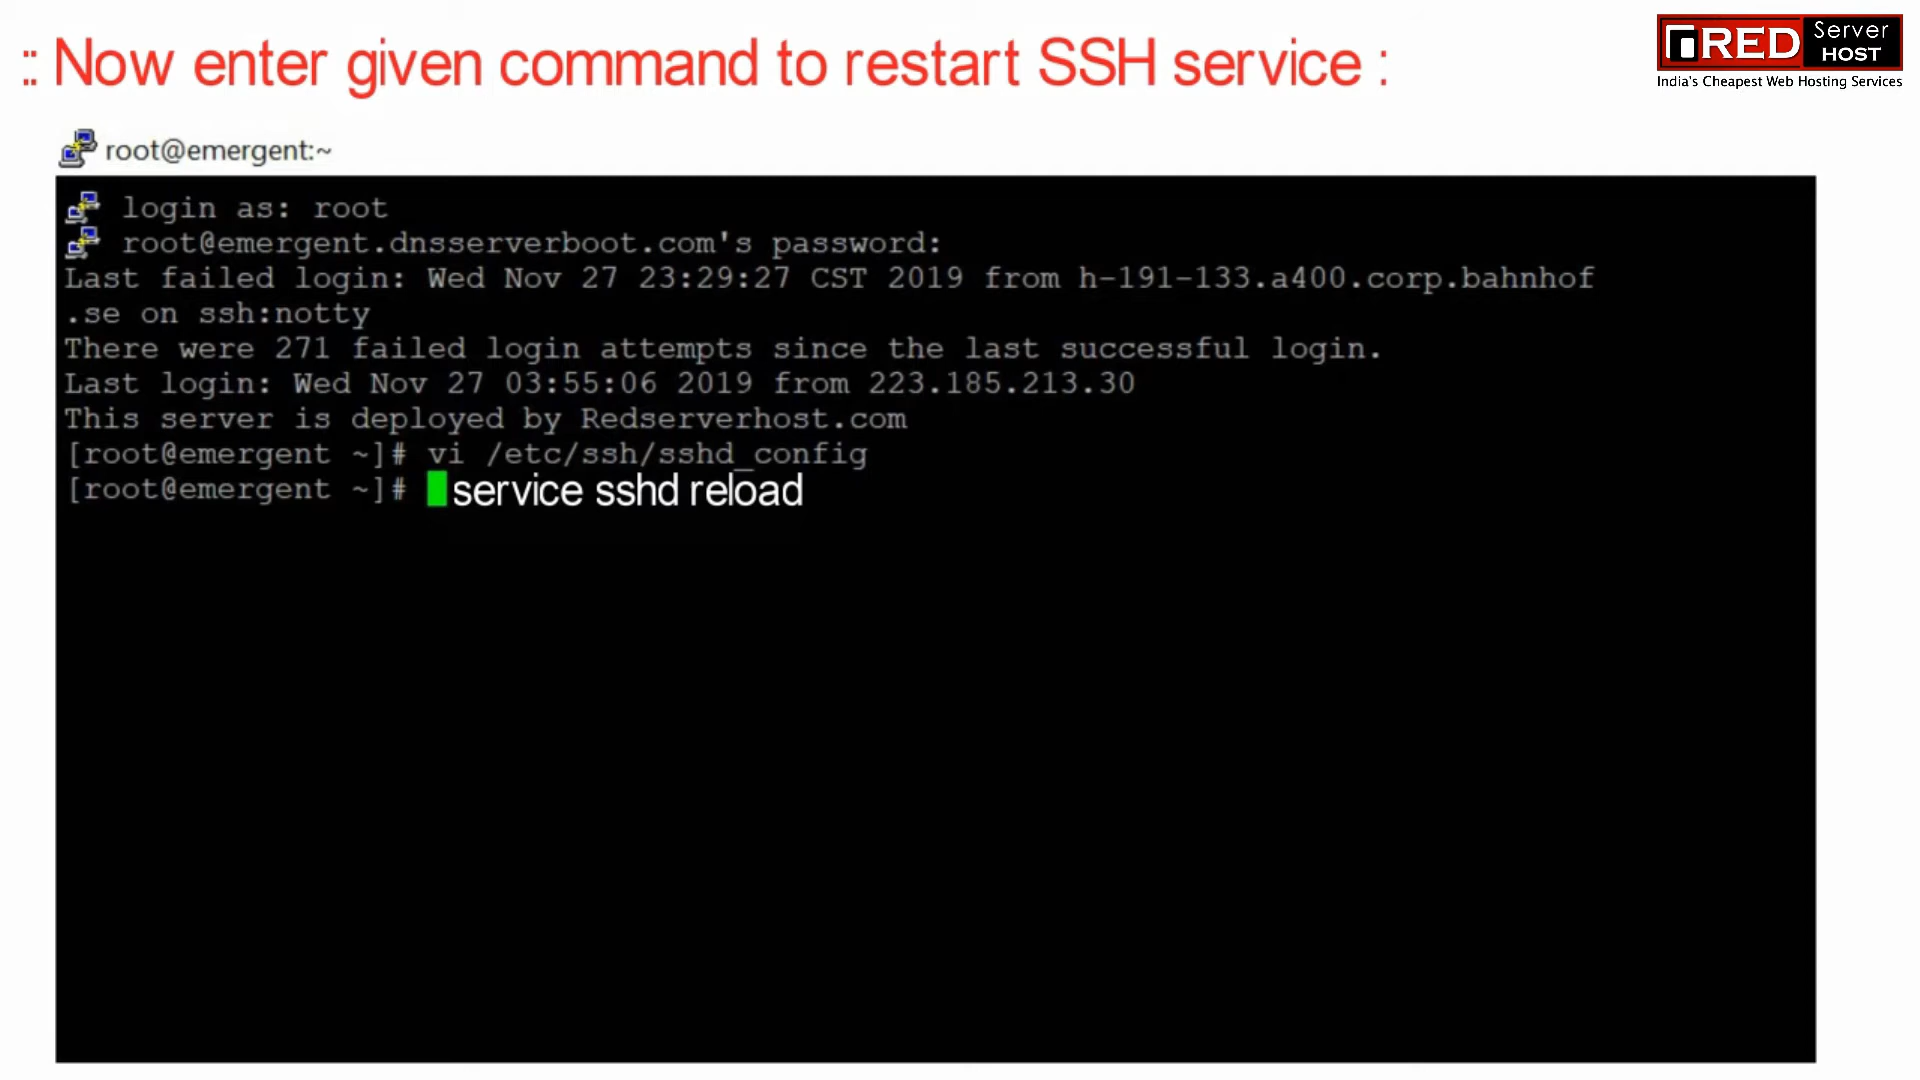 :: Now enter given command to restart SSH service :
RED Server HOST
India's Cheapest Web Hosting Services
root@emergent:~
login as: root
root@emergent.dnsserverboot.com's password:
Last failed login: Wed Nov 27 23:29:27 CST 2019 from h-191-133.a400.corp.bahnhof
.se on ssh:notty
There were 271 failed login attempts since the last successful login.
Last login: Wed Nov 27 03:55:06 2019 from 223.185.213.30
This server is deployed by Redserverhost.com
[root@emergent ~]# vi /etc/ssh/sshd_config
[root@emergent ~]# service sshd reload